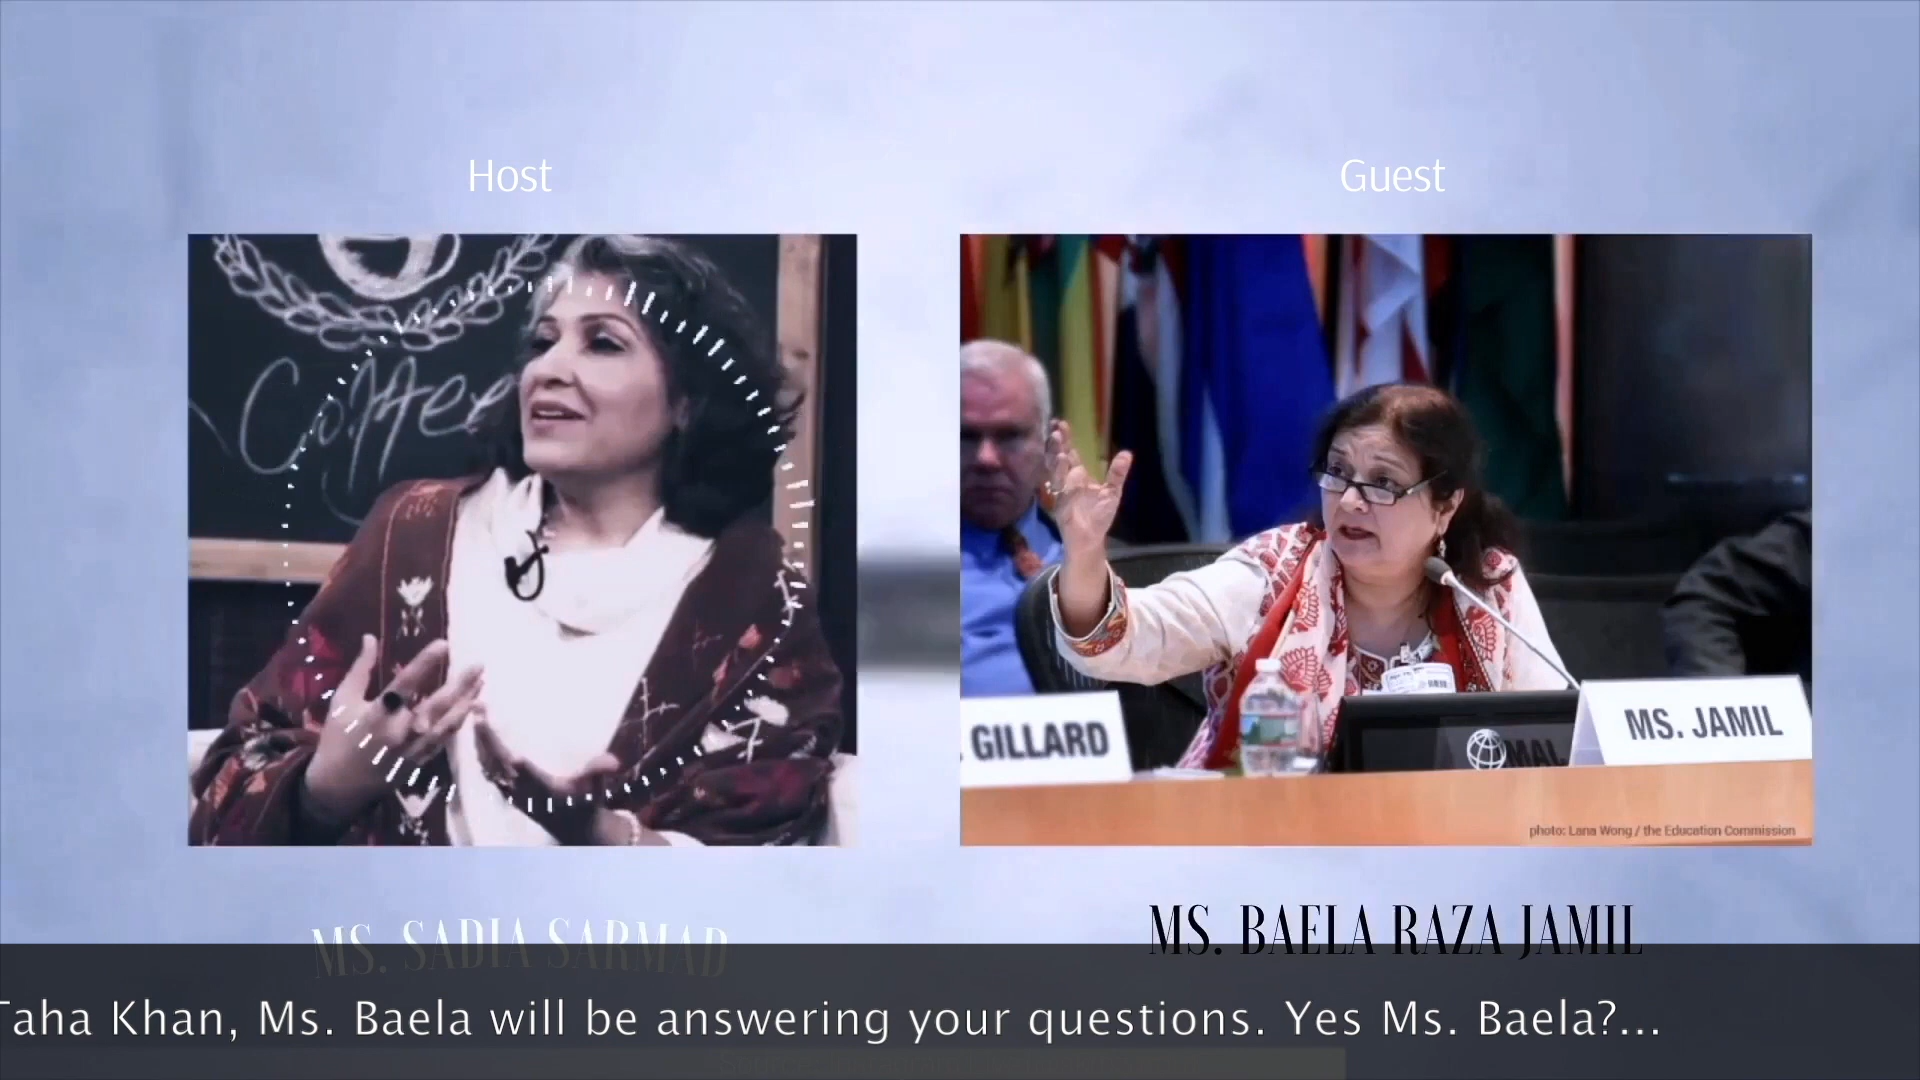 Host
Guest
Coffee
. GILLARD
MS. JAMIL
photo: Lana Wong / the Education Commission
MS. SADIA SARMAD
MS. BAELA RAZA JAMIL
Taha Khan, Ms. Baela will be answering your questions. Yes Ms. Baela?...